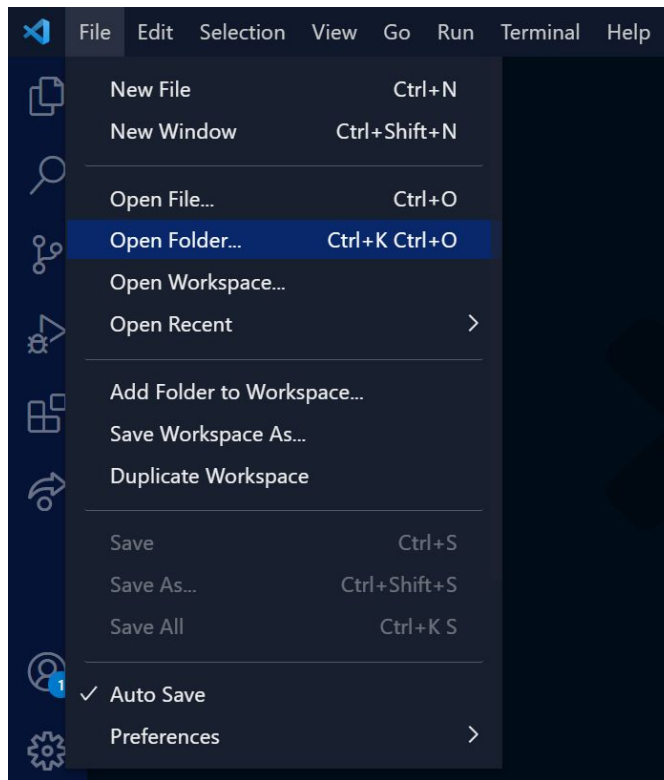 File Edit Selection View Go Run Terminal Help
New File Ctrl+N
New Window Ctrl+Shift+N
Open File... Ctrl+O
Open Folder... Ctrl+K Ctrl+O
Open Workspace...
Open Recent
Add Folder to Workspace...
Save Workspace As...
Duplicate Workspace
Save Ctrl+S
Save As... Ctrl+Shift+S
Save All Ctrl+K S
1
Auto Save
Preferences